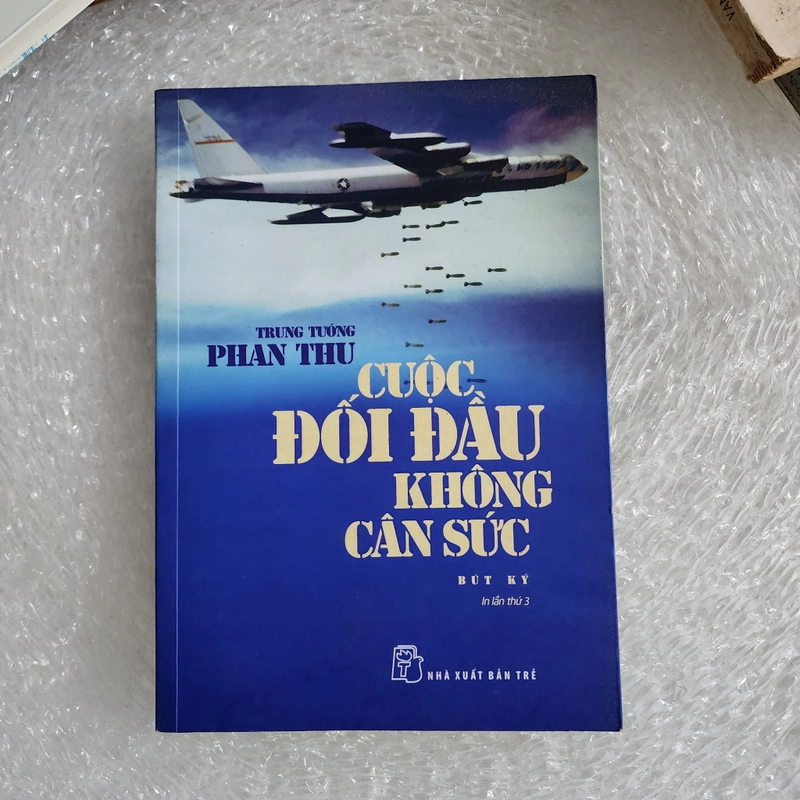 TRUNG TƯỚNG
PHAN THU
CUỘC
ĐỐI ĐẦU
KHÔNG
CÂN SỨC
BÚT KÝ
In lần thứ 3
T
NHÀ XUẤT BẢN TRẺ